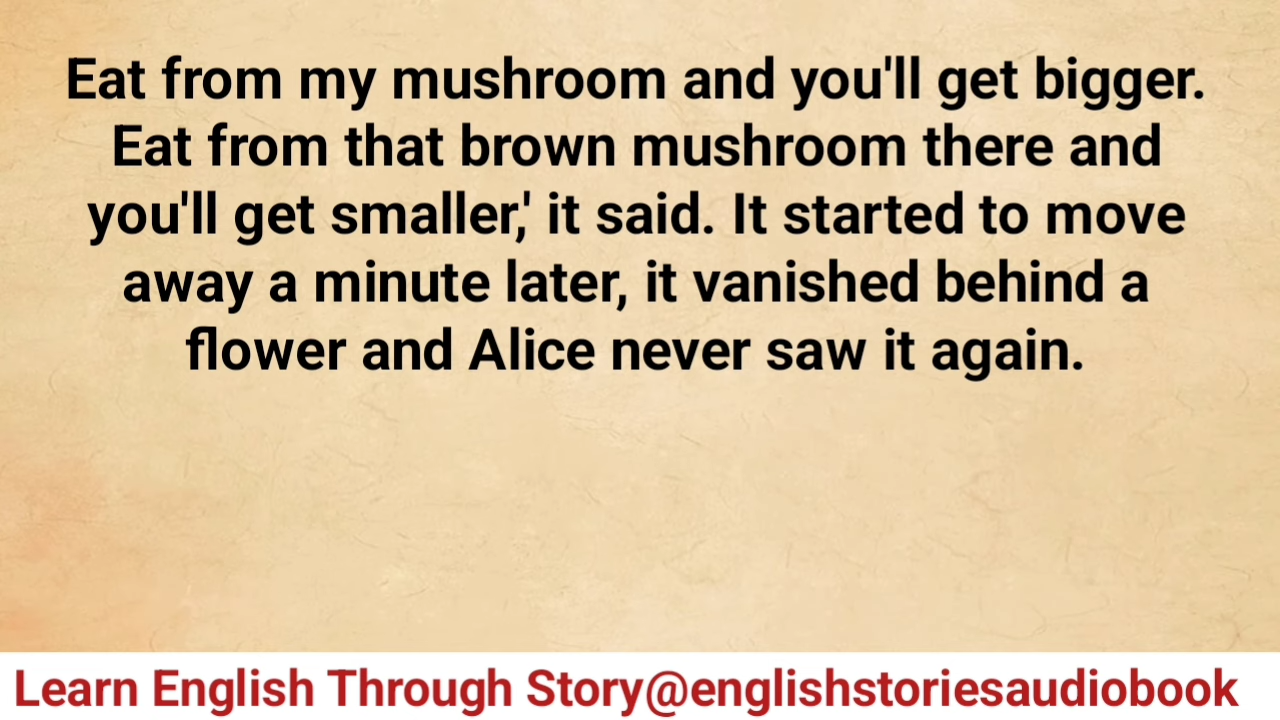 Eat from my mushroom and you'll get bigger.
Eat from that brown mushroom there and
you'll get smaller,' it said. It started to move
away a minute later, it vanished behind a
flower and Alice never saw it again.
Learn English Through Story@englishstoriesaudiobook